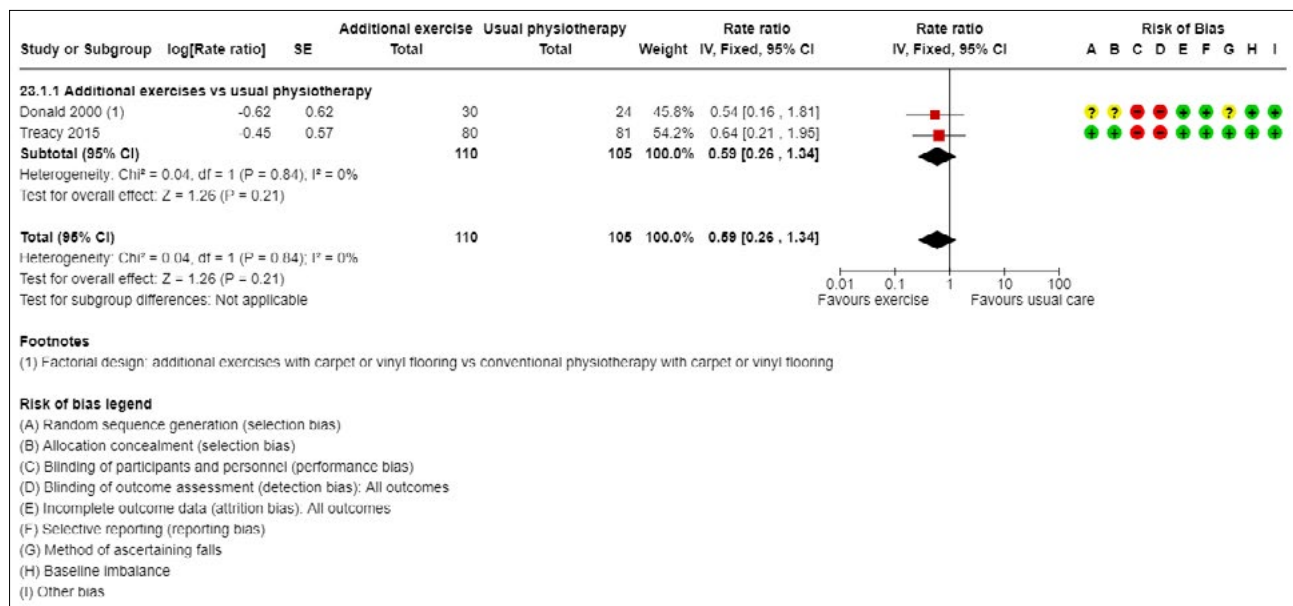 Additional exercise Usual physiotherapy Rate ratio Rate ratio Risk of Bias
Study or Subgroup log[Rate ratio] SE Total Total Weight IV, Fixed, 95% CI IV, Fixed, 95% CI A B C D E F G H I
23.1.1 Additional exercises vs usual physiotherapy
Donald 2000 (1) -0.62 0.62 30 24 45.8% 0.54 [0.16 , 1.81] ? ? - - + + ? + +
Treacy 2015 -0.45 0.57 80 81 54.2% 0.64 [0.21 , 1.95] + + - - + + + + +
Subtotal (95% CI) 110 105 100.0% 0.59 [0.26 , 1.34]
Heterogeneity: Chi² = 0.04, df = 1 (P = 0.84); I² = 0%
Test for overall effect: Z = 1.26 (P = 0.21)
Total (95% CI) 110 105 100.0% 0.59 [0.26 , 1.34]
Heterogeneity: Chi² = 0.04, df = 1 (P = 0.84); I² = 0%
Test for overall effect: Z = 1.26 (P = 0.21)
0.01 0.1 1 10 100
Test for subgroup differences: Not applicable
Favours exercise Favours usual care
Footnotes
(1) Factorial design: additional exercises with carpet or vinyl flooring vs conventional physiotherapy with carpet or vinyl flooring
Risk of bias legend
(A) Random sequence generation (selection bias)
(B) Allocation concealment (selection bias)
(C) Blinding of participants and personnel (performance bias)
(D) Blinding of outcome assessment (detection bias): All outcomes
(E) Incomplete outcome data (attrition bias): All outcomes
(F) Selective reporting (reporting bias)
(G) Method of ascertaining falls
(H) Baseline imbalance
(I) Other bias